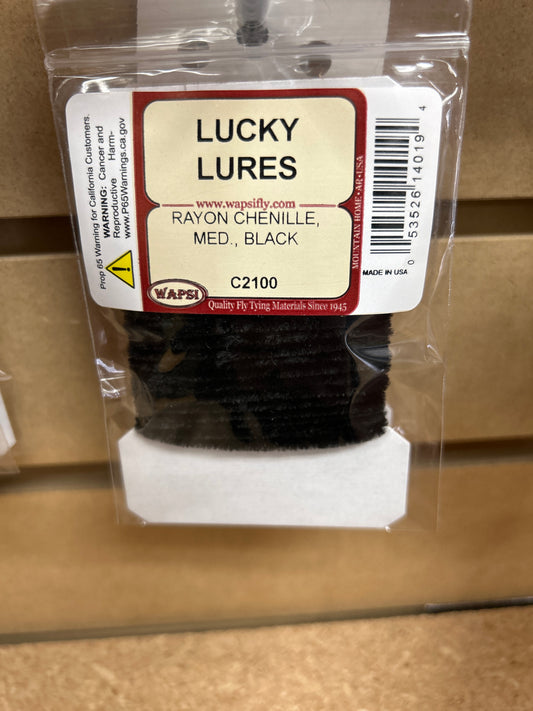 LUCKY
LURES
www.wapsifly.com
RAYON CHENILLE,
MED., BLACK
C2100
WAPSI
Quality Fly Tying Materials Since 1945
MOUNTAIN HOME • AR • USA
Prop 65 Warning for California Customers.
WARNING: Cancer and
Reproductive Harm-
www.P65Warnings.ca.gov
0 53526 14019 4
MADE IN USA